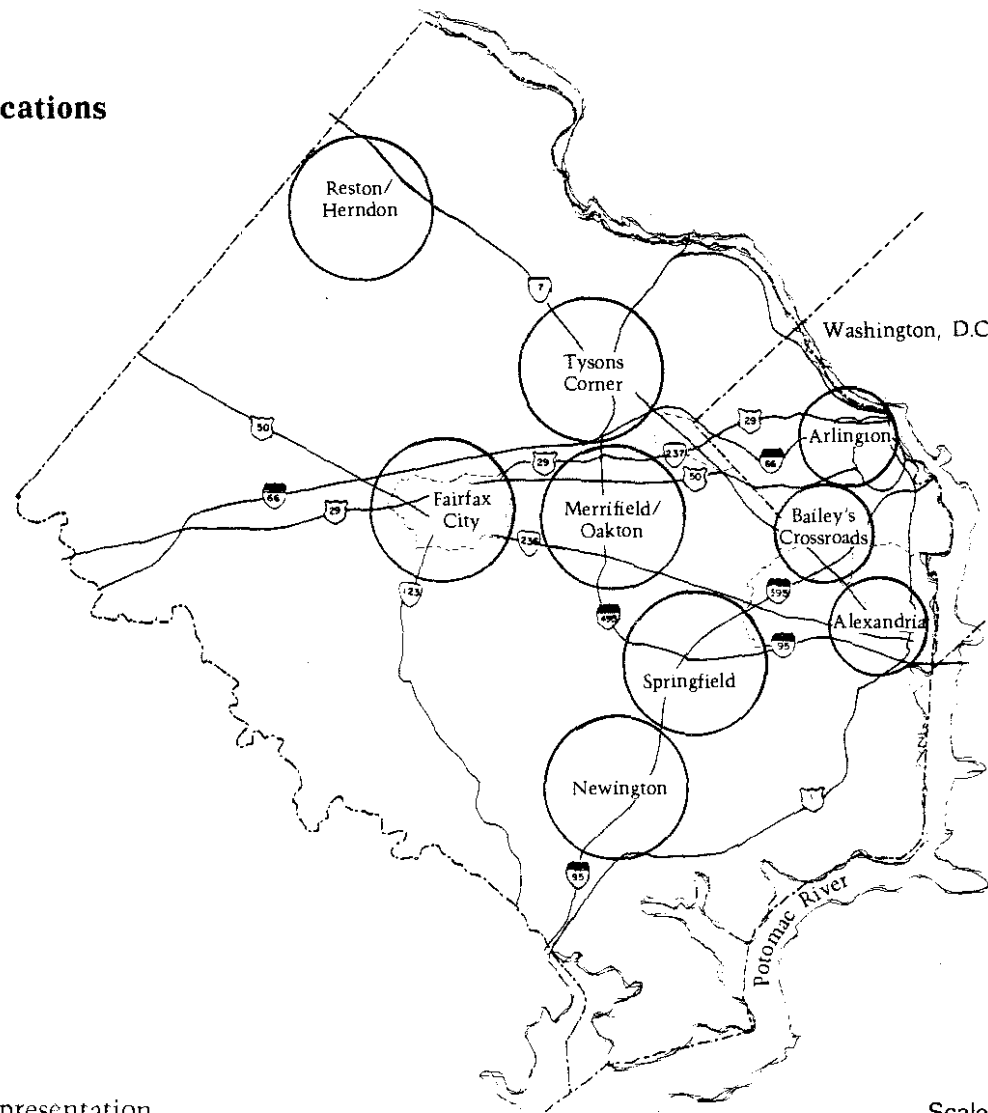 cations
Reston/
Herndon
7
Tysons
Corner
Washington, D.C
50
29
Arlington
237
66
29
50
66
29
Fairfax
City
Merrifield/
Oakton
Bailey's
Crossroads
236
123
495
395
Alexandria
95
Springfield
Newington
1
95
Potomac River
presentation
Scale